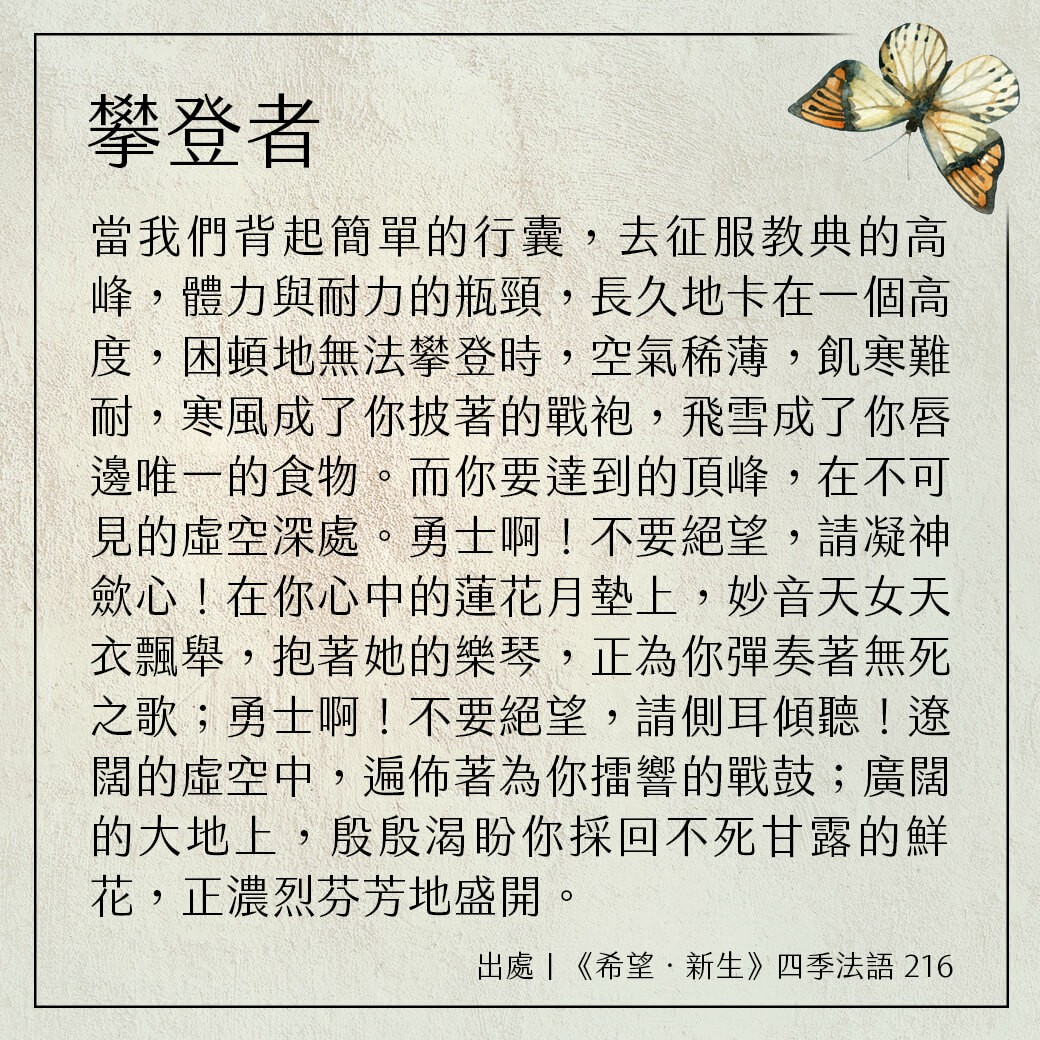 攀登者
當我們背起簡單的行囊，去征服教典的高
峰，體力與耐力的瓶頸，長久地卡在一個高
度，困頓地無法攀登時，空氣稀薄，飢寒難
耐，寒風成了你披著的戰袍，飛雪成了你唇
邊唯一的食物。而你要達到的頂峰，在不可
見的虛空深處。勇士啊！不要絕望，請凝神
歛心！在你心中的蓮花月墊上，妙音天女天
衣飄舉，抱著她的樂琴，正為你彈奏著無死
之歌；勇士啊！不要絕望，請側耳傾聽！遼
闊的虛空中，遍佈著為你擂響的戰鼓；廣闊
的大地上，殷殷渴盼你採回不死甘露的鮮
花，正濃烈芬芳地盛開。
出處｜《希望．新生》四季法語 216